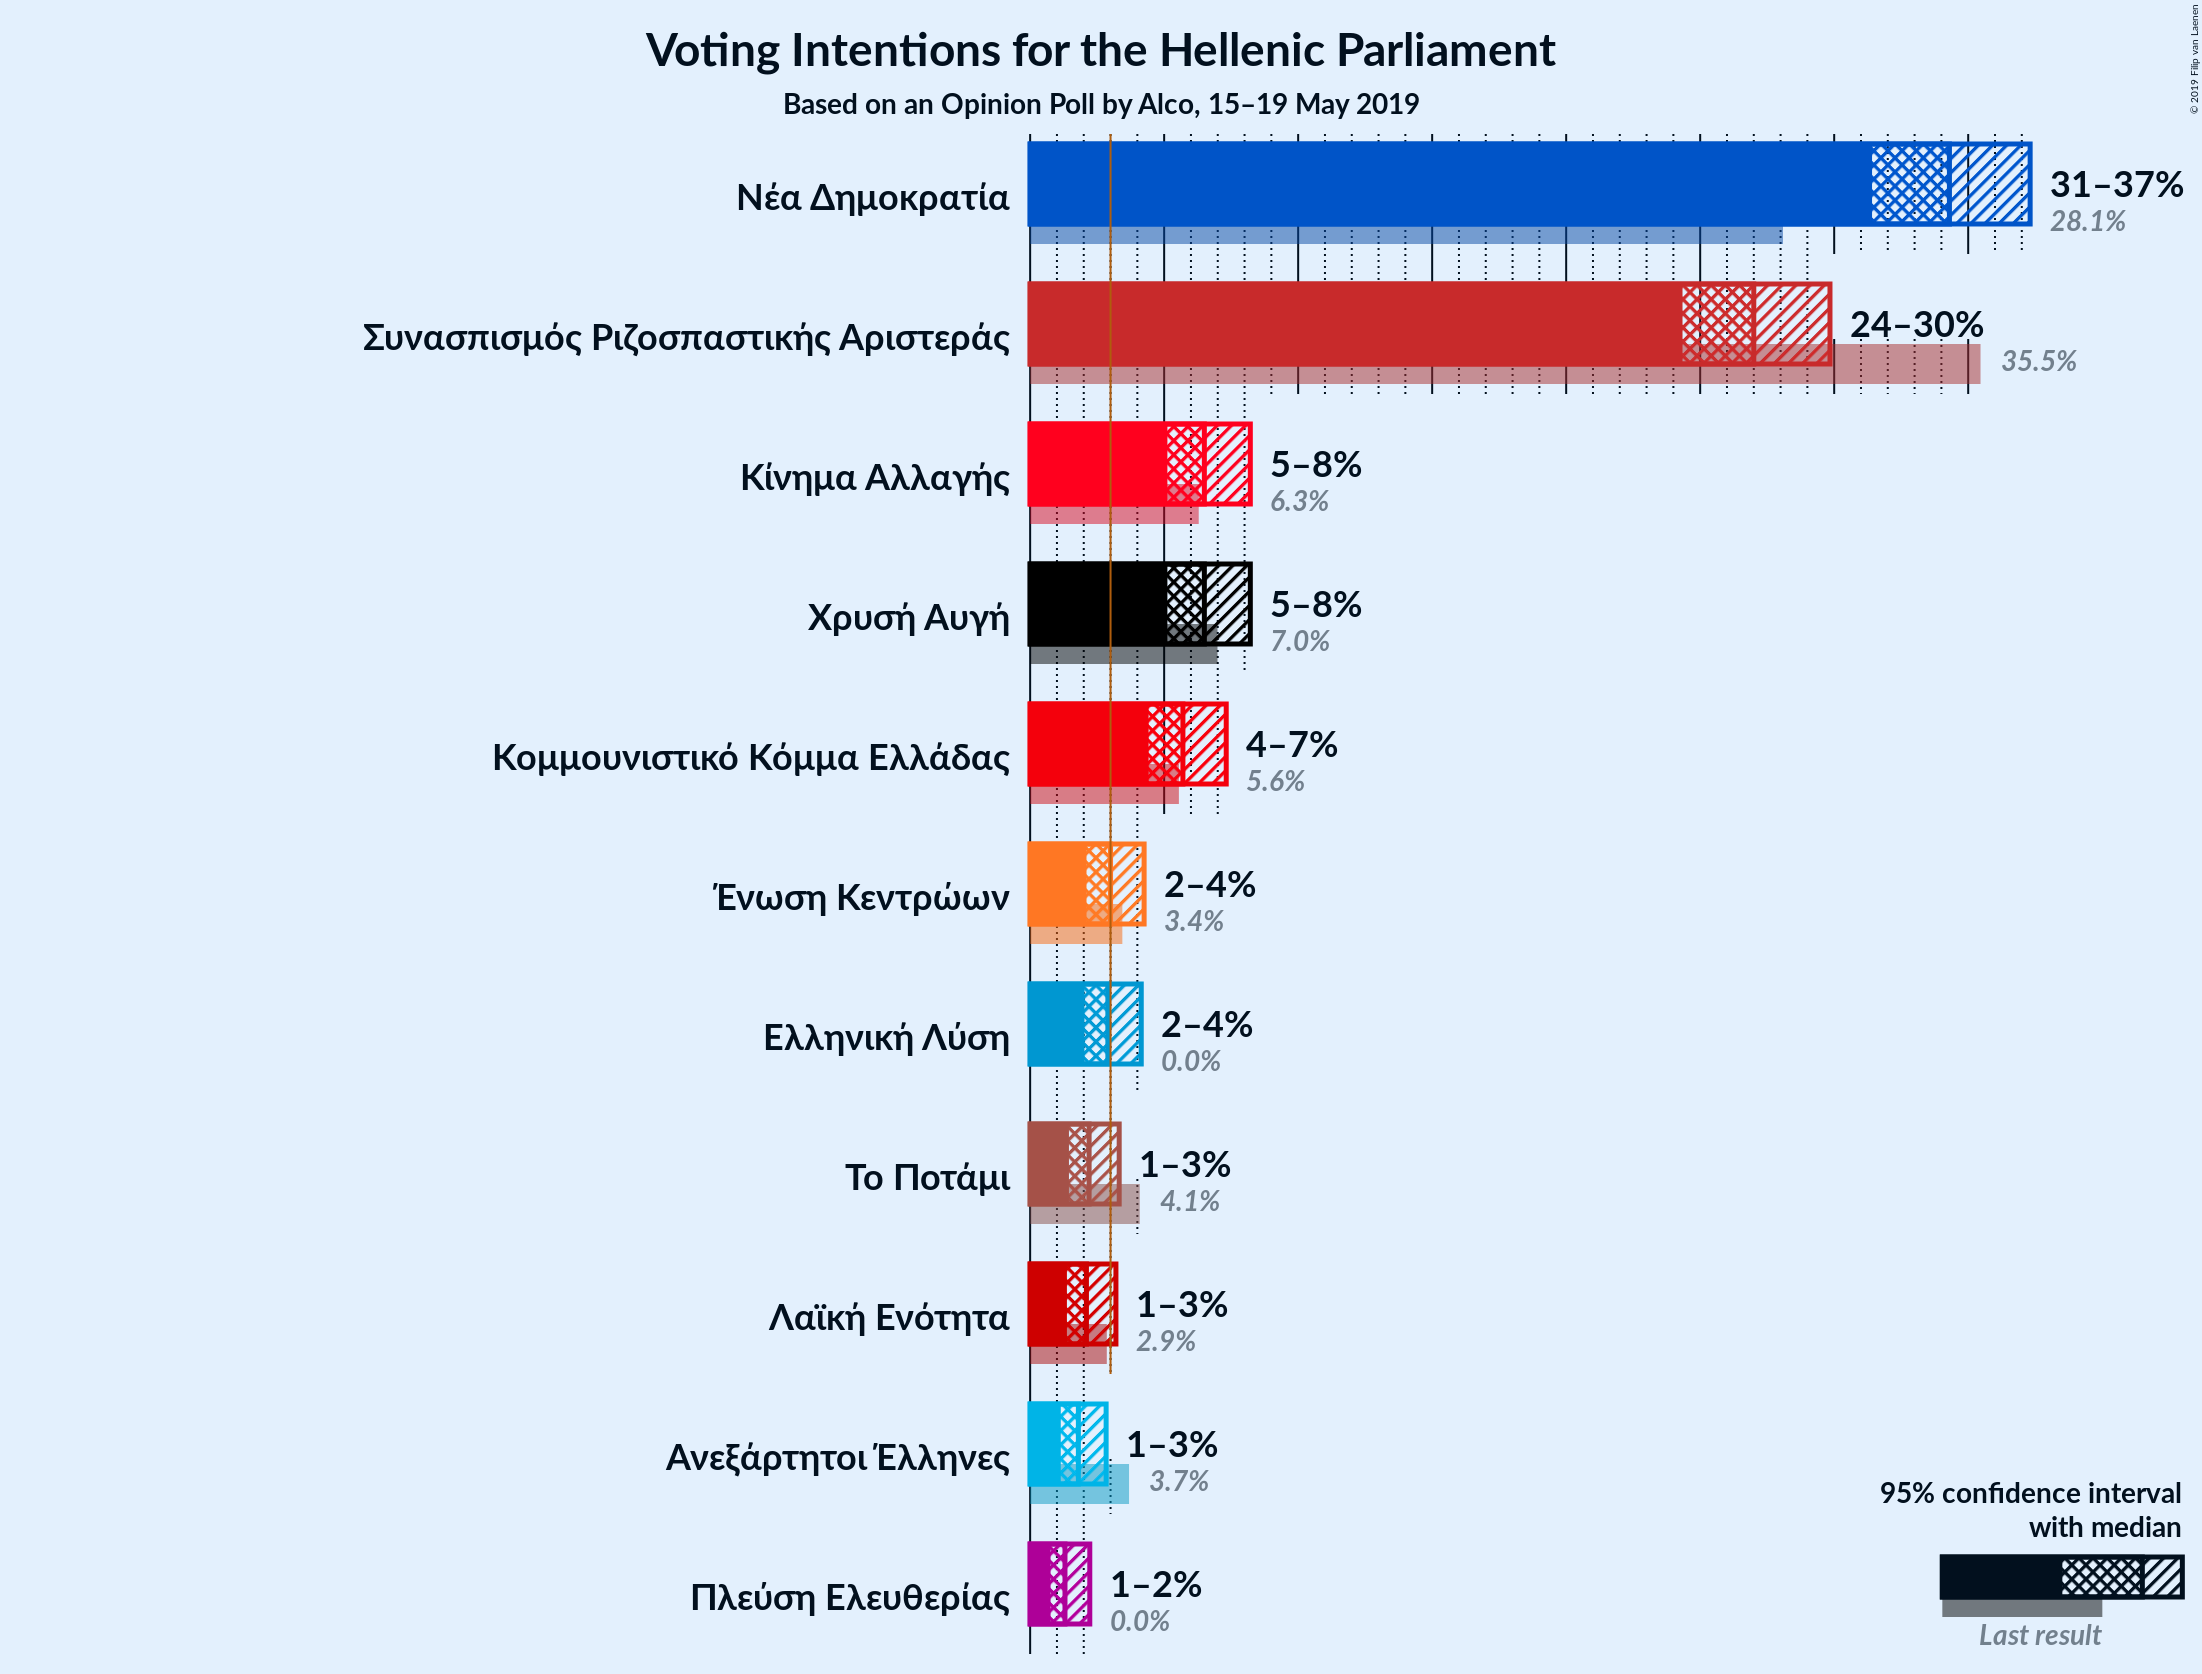 Voting Intentions for the Hellenic Parliament
Based on an Opinion Poll by Alco, 15–19 May 2019
© 2019 Filip van Laenen
Νέα Δημοκρατία
31–37%
28.1%
Συνασπισμός Ριζοσπαστικής Αριστεράς
24–30%
35.5%
Κίνημα Αλλαγής
5–8%
6.3%
Χρυσή Αυγή
5–8%
7.0%
Κομμουνιστικό Κόμμα Ελλάδας
4–7%
5.6%
Ένωση Κεντρώων
2–4%
3.4%
Ελληνική Λύση
2–4%
0.0%
Το Ποτάμι
1–3%
4.1%
Λαϊκή Ενότητα
1–3%
2.9%
Ανεξάρτητοι Έλληνες
1–3%
3.7%
Πλεύση Ελευθερίας
1–2%
0.0%
95% confidence interval
with median
Last result